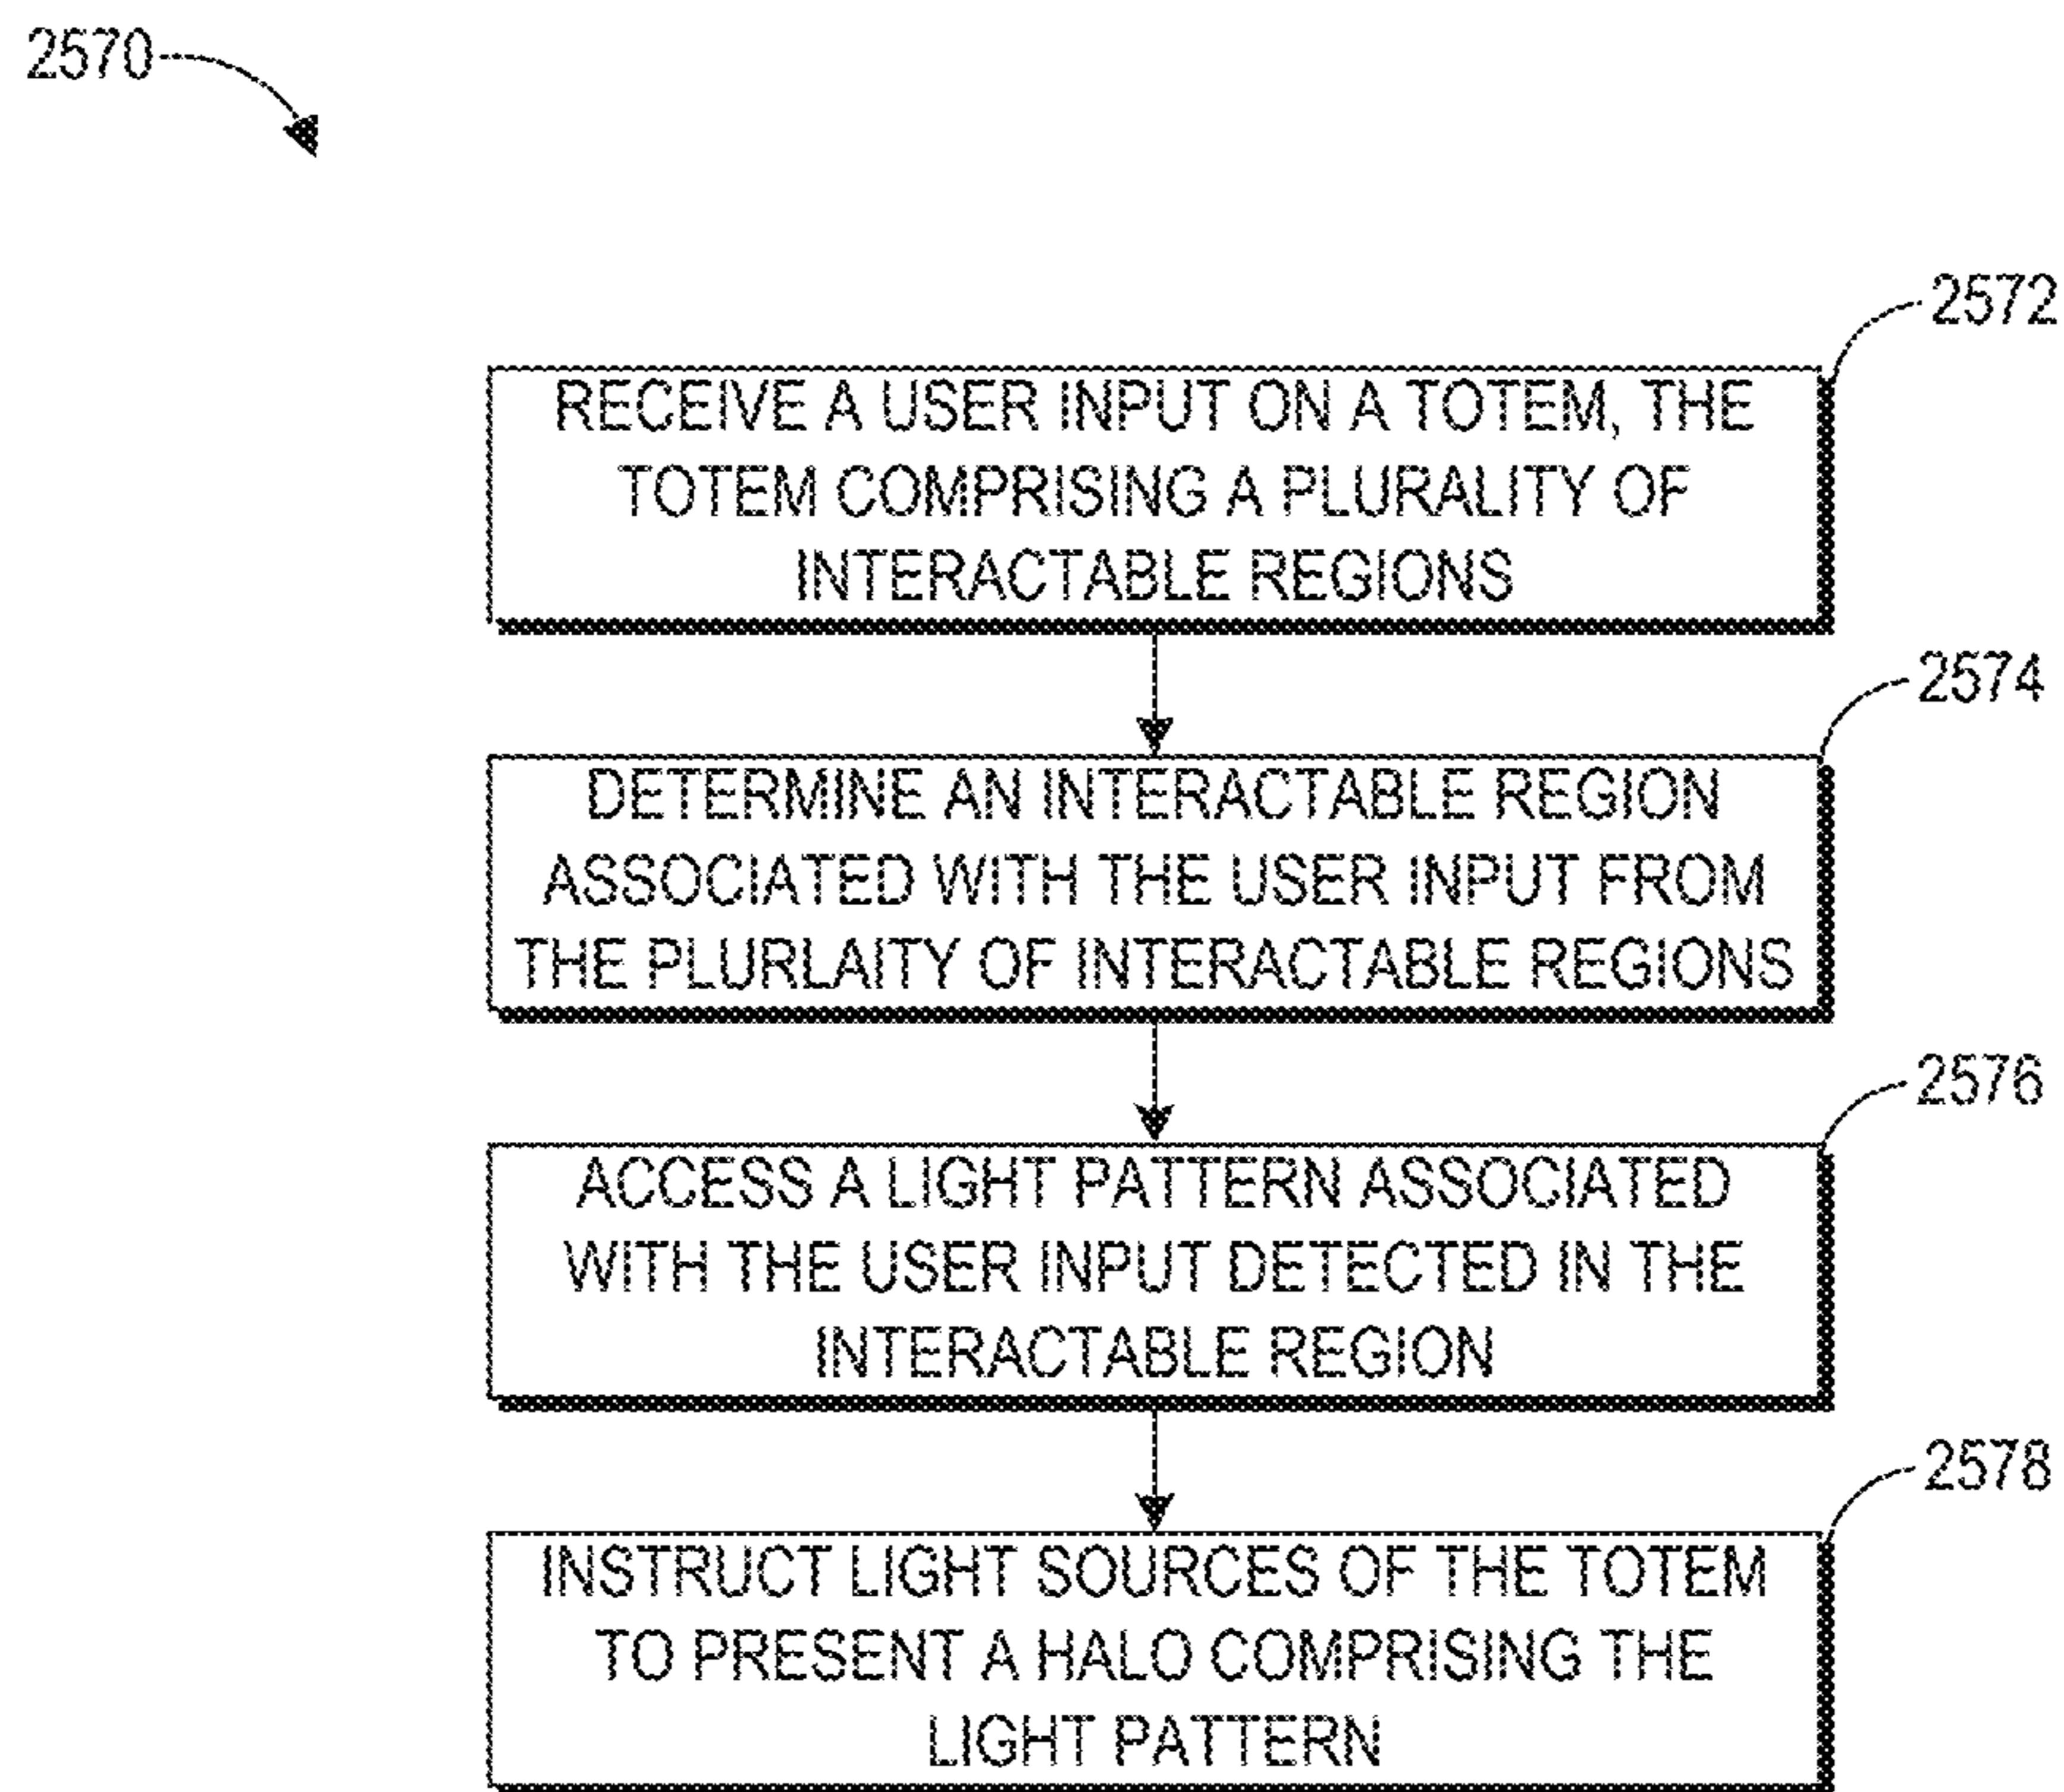 2570
2572
RECEIVE A USER INPUT ON A TOTEM, THE
TOTEM COMPRISING A PLURALITY OF
INTERACTABLE REGIONS
2574
DETERMINE AN INTERACTABLE REGION
ASSOCIATED WITH THE USER INPUT FROM
THE PLURLAITY OF INTERACTABLE REGIONS
2576
ACCESS A LIGHT PATTERN ASSOCIATED
WITH THE USER INPUT DETECTED IN THE
INTERACTABLE REGION
2578
INSTRUCT LIGHT SOURCES OF THE TOTEM
TO PRESENT A HALO COMPRISING THE
LIGHT PATTERN